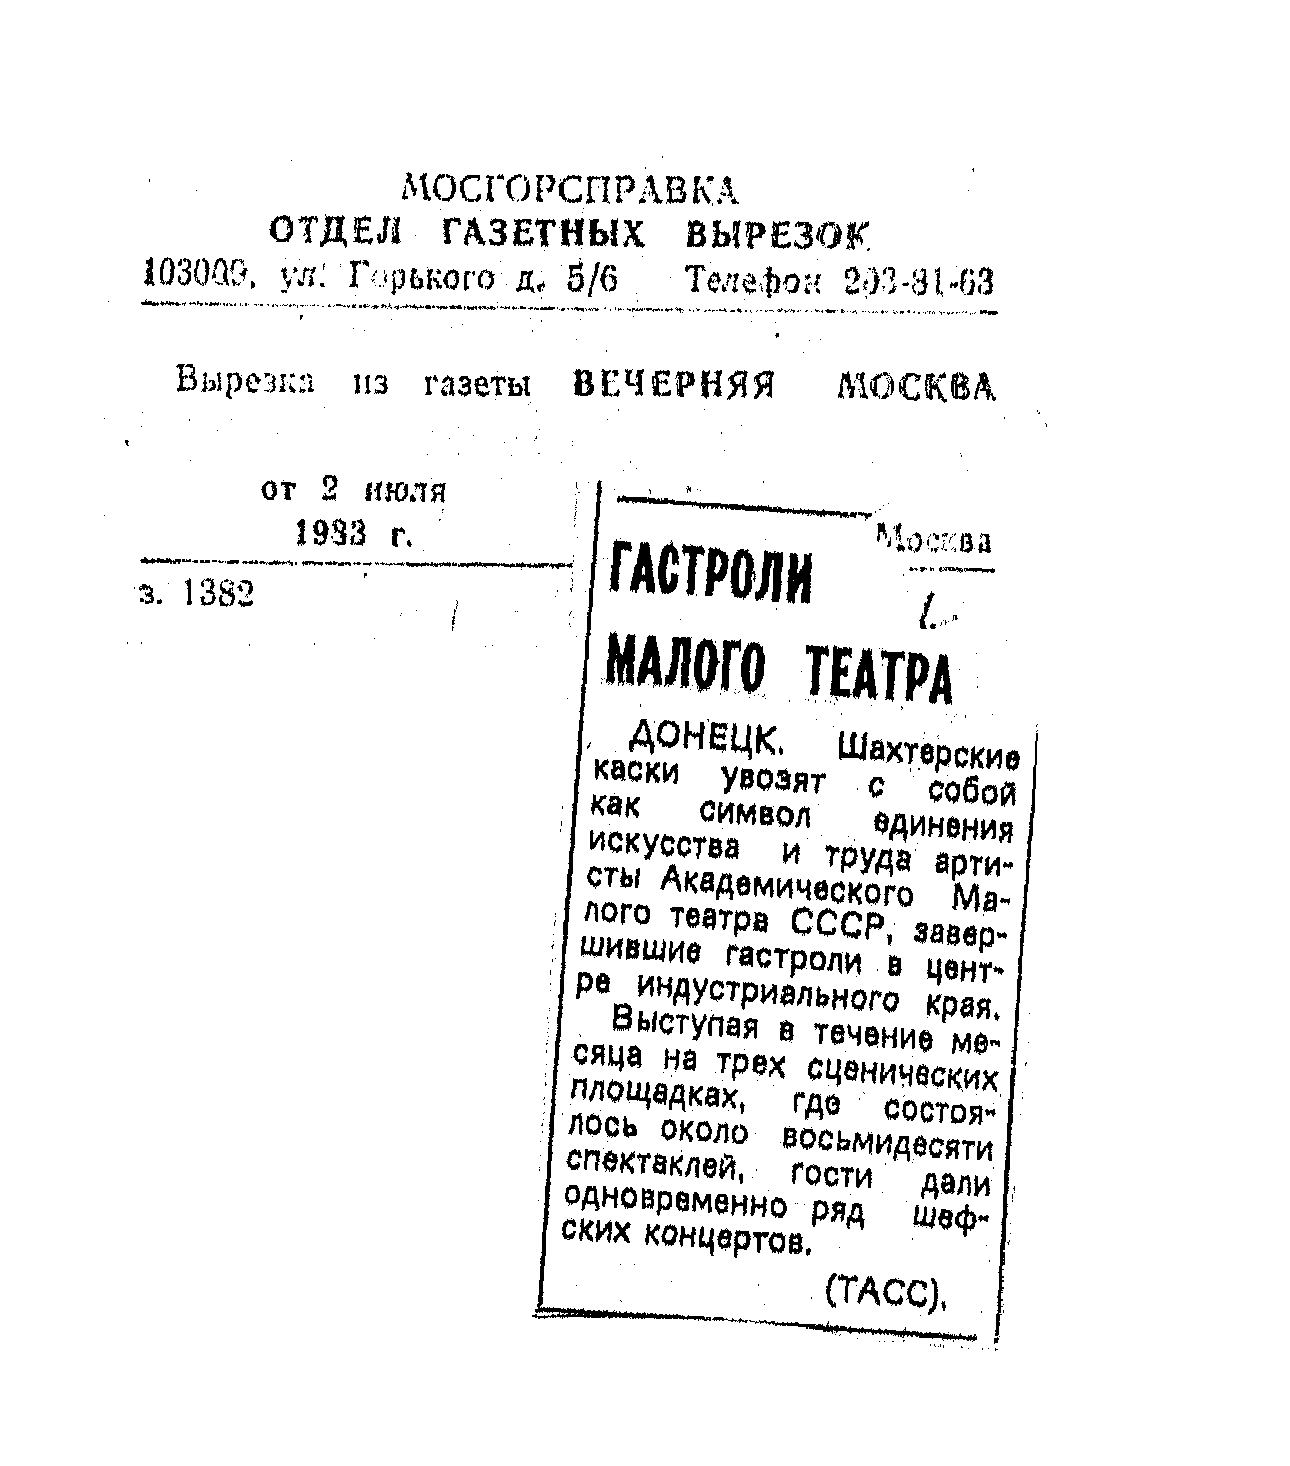 МОСГОРСПРАВКА
ОТДЕЛ ГАЗЕТНЫХ ВЫРЕЗОК
103009, ул. Горького д. 5/6 Телефон 203-81-63
Вырезка из газеты ВЕЧЕРНЯЯ МОСКВА
от 2 июля
1983 г.
Москва
з. 1382
ГАСТРОЛИ
МАЛОГО ТЕАТРА
ДОНЕЦК. Шахтерские
каски увозят с собой
как символ единения
искусства и труда арти-
сты Академического Ма-
лого театра СССР, завер-
шившие гастроли в цент-
ре индустриального края.
Выступая в течение ме-
сяца на трех сценических
площадках, где состоя-
лось около восьмидесяти
спектаклей, гости дали
одновременно ряд шеф-
ских концертов.
(ТАСС).